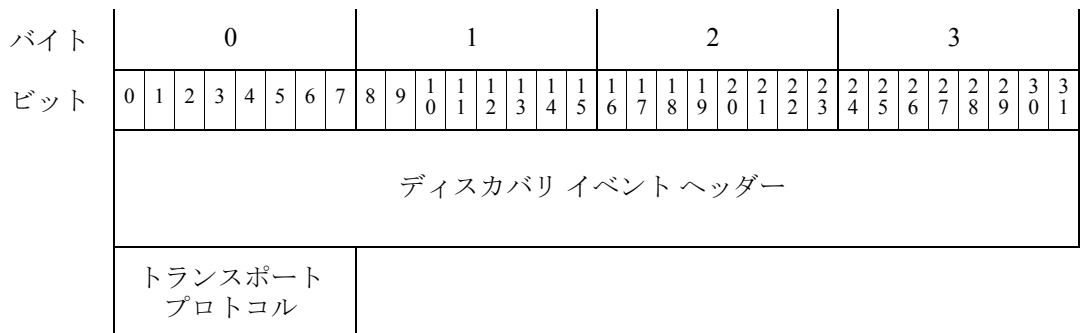 バイト 0 1 2 3
ビット 0 1 2 3 4 5 6 7 8 9 10 11 12 13 14 15 16 17 18 19 20 21 22 23 24 25 26 27 28 29 30 31
ディスカバリ イベント ヘッダー
トランスポート
プロトコル